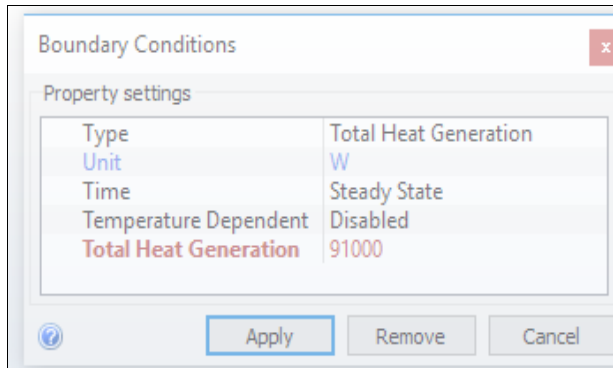 Boundary Conditions
x
Property settings
Type Total Heat Generation
Unit W
Time Steady State
Temperature Dependent Disabled
Total Heat Generation 91000
? Apply Remove Cancel